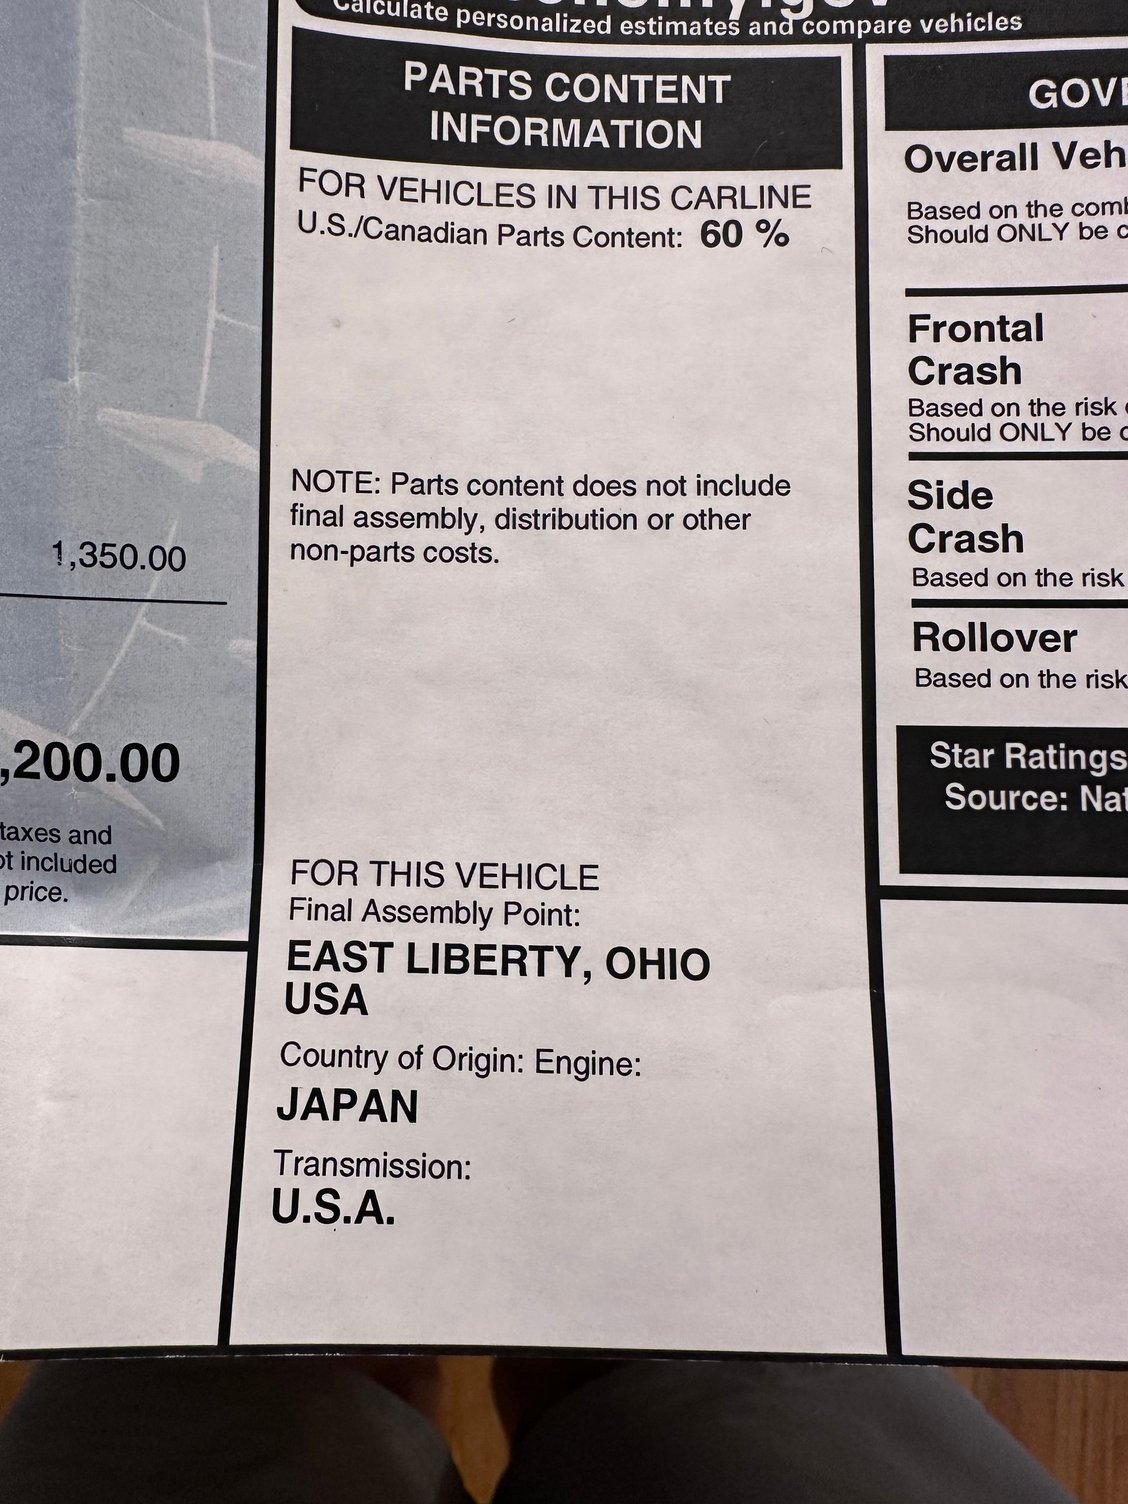 Calculate personalized estimates and compare vehicles
PARTS CONTENT
INFORMATION
FOR VEHICLES IN THIS CARLINE
U.S./Canadian Parts Content: 60 %
NOTE: Parts content does not include
final assembly, distribution or other
non-parts costs.
FOR THIS VEHICLE
Final Assembly Point:
EAST LIBERTY, OHIO
USA
Country of Origin: Engine:
JAPAN
Transmission:
U.S.A.
1,350.00
,200.00
taxes and
included
price.
Overall
Based on the
Should ONLY be
Frontal
Crash
Based on the risk
Should ONLY be
Side
Crash
Based on the risk
Rollover
Based on the risk
Star Ratings
Source: